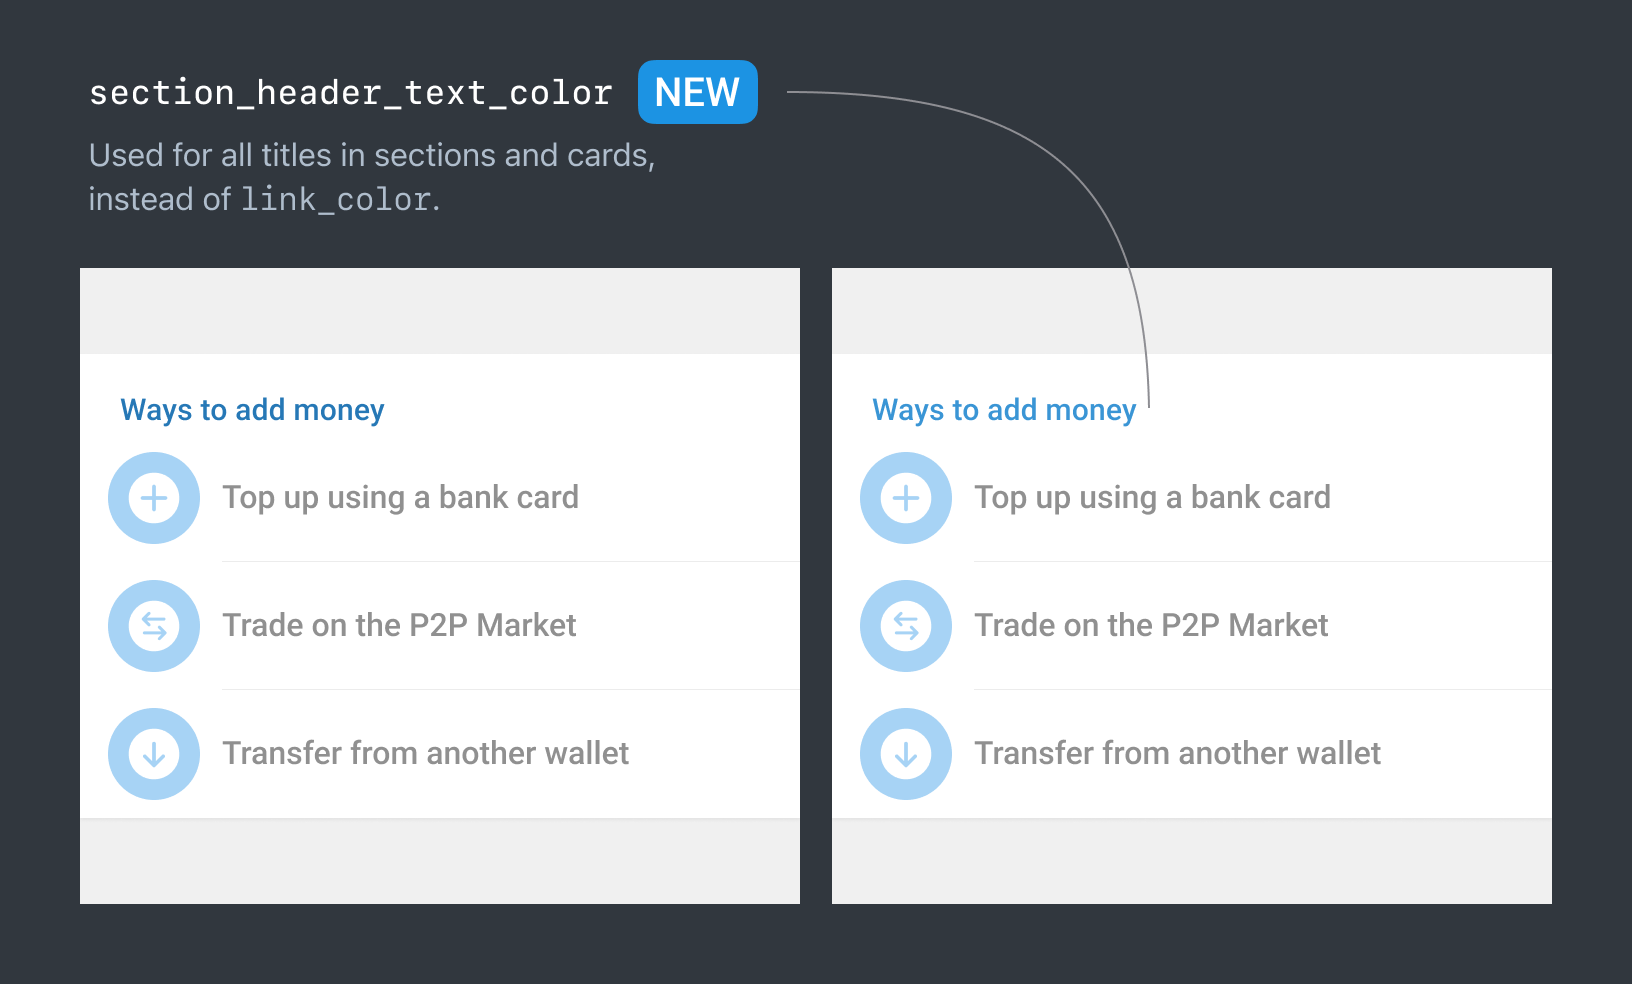 section_header_text_color NEW
Used for all titles in sections and cards,
instead of link_color.
Ways to add money
Top up using a bank card
Trade on the P2P Market
Transfer from another wallet
Ways to add money
Top up using a bank card
Trade on the P2P Market
Transfer from another wallet